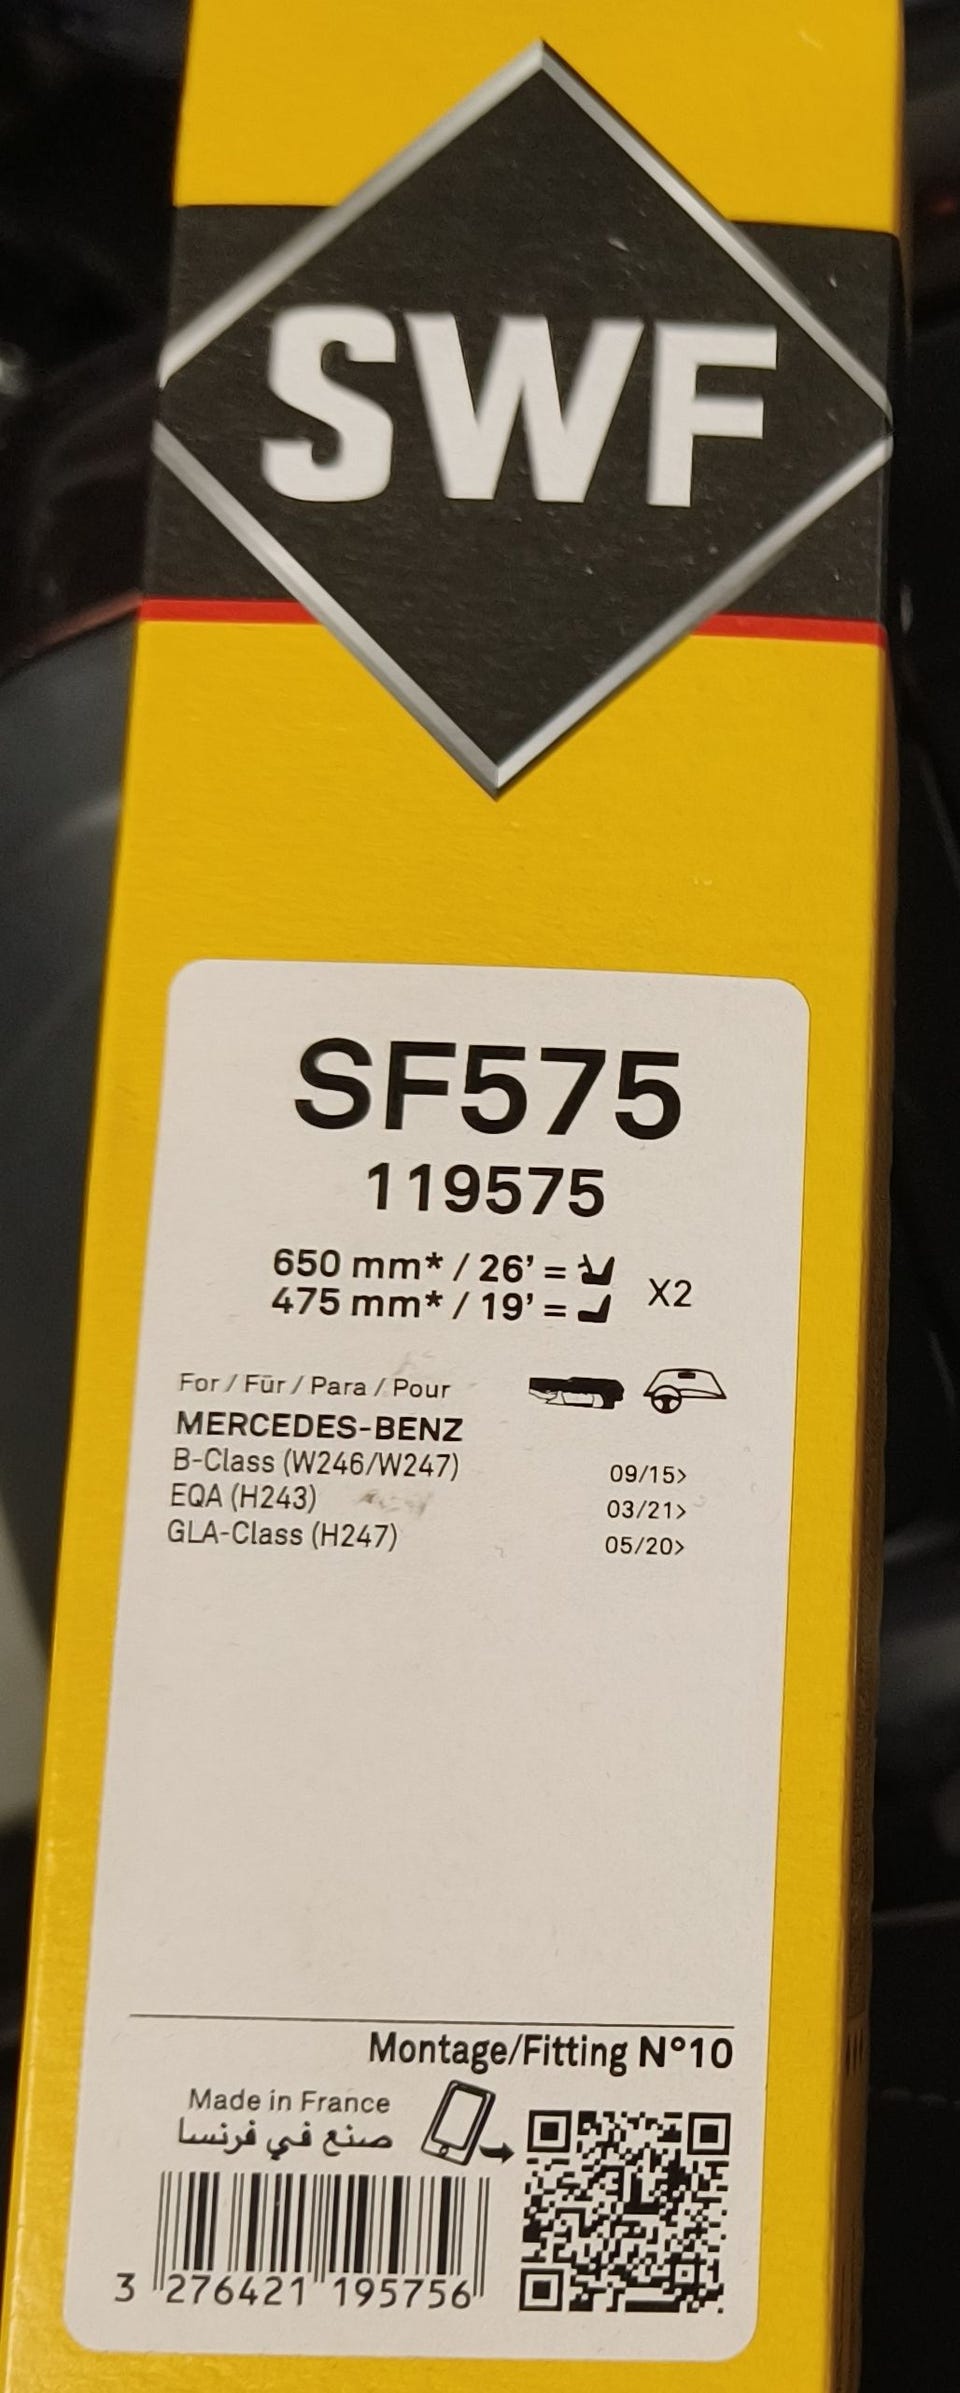 SWF
SF575
119575
650 mm* / 26' =
475 mm* / 19' =
X2
For / Für / Para / Pour
MERCEDES-BENZ
B-Class (W246/W247) 09/15>
EQA (H243) 03/21>
GLA-Class (H247) 05/20>
Montage/Fitting N°10
Made in France
صنع في فرنسا
3 276421 195756